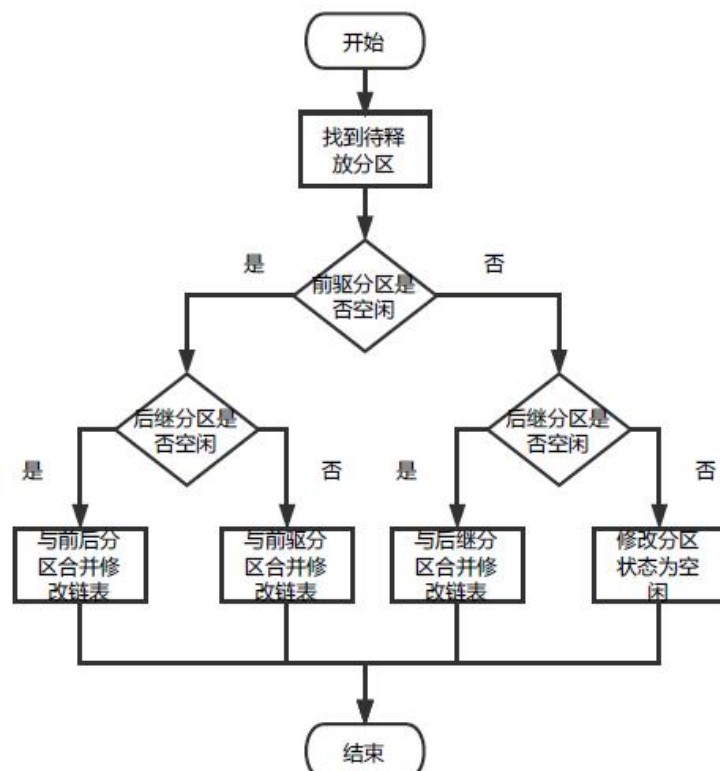 开始
找到待释
放分区
是
否
前驱分区是
否空闲
后继分区是
否空闲
后继分区是
否空闲
是
否
是
否
与前后分
区合并修
改链表
与前驱分
区合并修
改链表
与后继分
区合并修
改链表
修改分区
状态为空
闲
结束